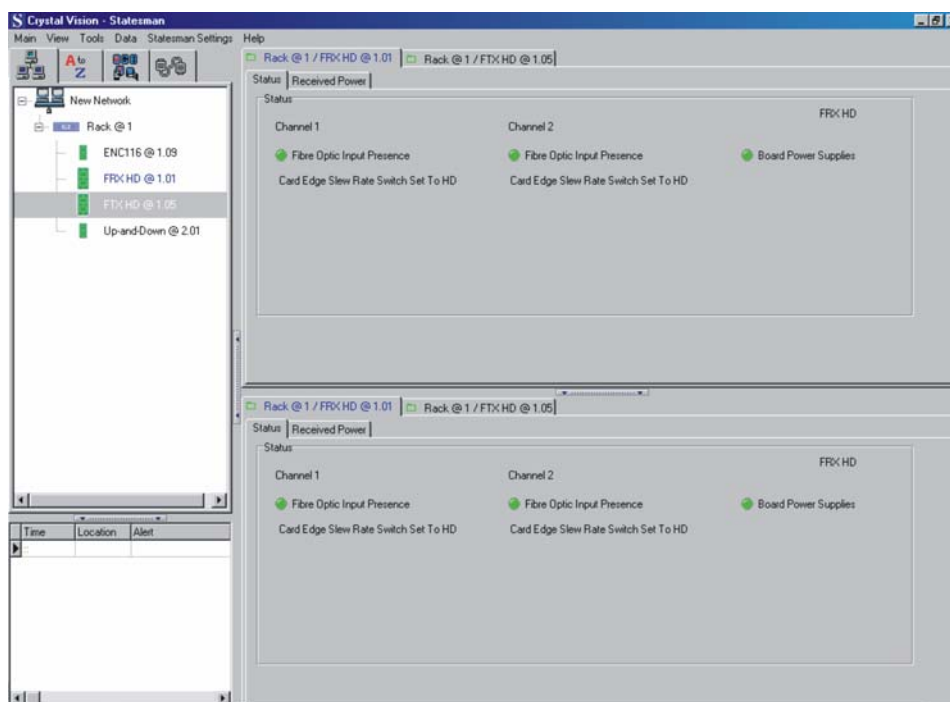 S Crystal Vision - Statesman
Main View Tools Data Statesman Settings Help
A to Z
New Network
Rack @ 1
ENC116 @ 1.09
FRX HD @ 1.01
FTX HD @ 1.05
Up-and-Down @ 2.01
Time Location Alert
Rack @ 1 / FRX HD @ 1.01 Rack @ 1 / FTX HD @ 1.05
Status Received Power
Status
FRX HD
Channel 1 Channel 2
Fibre Optic Input Presence Fibre Optic Input Presence Board Power Supplies
Card Edge Slew Rate Switch Set To HD Card Edge Slew Rate Switch Set To HD
Rack @ 1 / FRX HD @ 1.01 Rack @ 1 / FTX HD @ 1.05
Status Received Power
Status
FRX HD
Channel 1 Channel 2
Fibre Optic Input Presence Fibre Optic Input Presence Board Power Supplies
Card Edge Slew Rate Switch Set To HD Card Edge Slew Rate Switch Set To HD